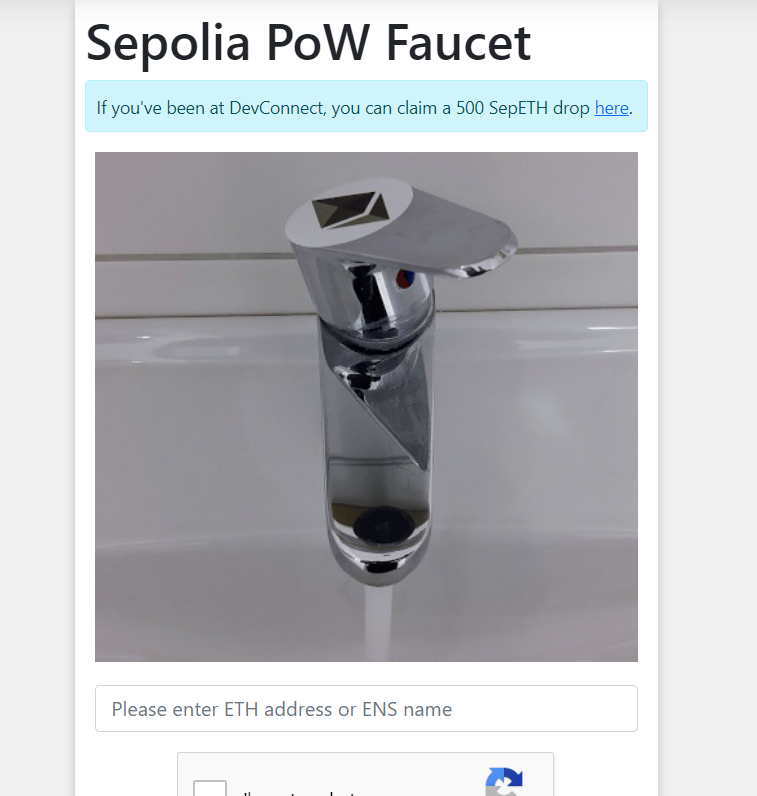 Sepolia PoW Faucet
If you've been at DevConnect, you can claim a 500 SepETH drop here.
Please enter ETH address or ENS name